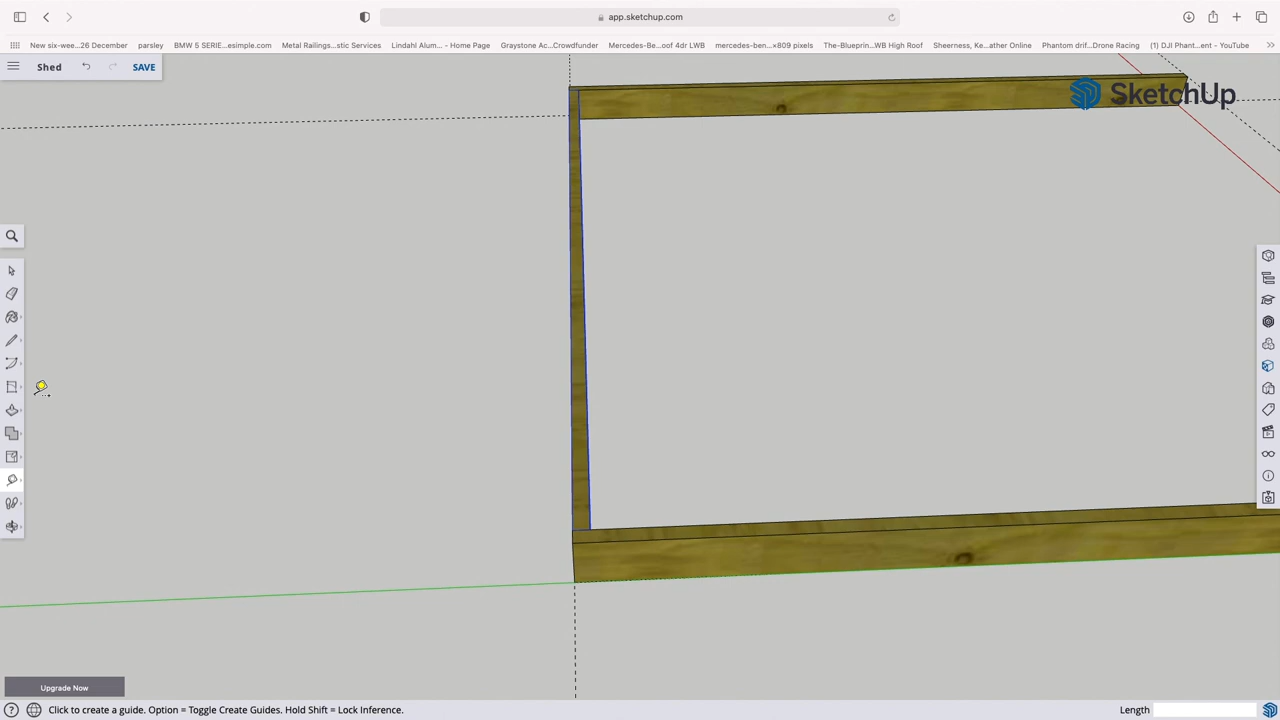 app.sketchup.com
New six-wee...26 December parsley BMW 5 SERIE...esimple.com Metal Railings...stic Services Lindahl Alum... - Home Page Graystone Ac...Crowdfunder Mercedes-Be...oof 4dr LWB mercedes-ben...×809 pixels The-Blueprin...WB High Roof Sheerness, Ke...ather Online Phantom drif...Drone Racing (1) DJI Phant...ent - YouTube
Shed SAVE
SketchUp
Upgrade Now
Click to create a guide. Option = Toggle Create Guides. Hold Shift = Lock Inference. Length